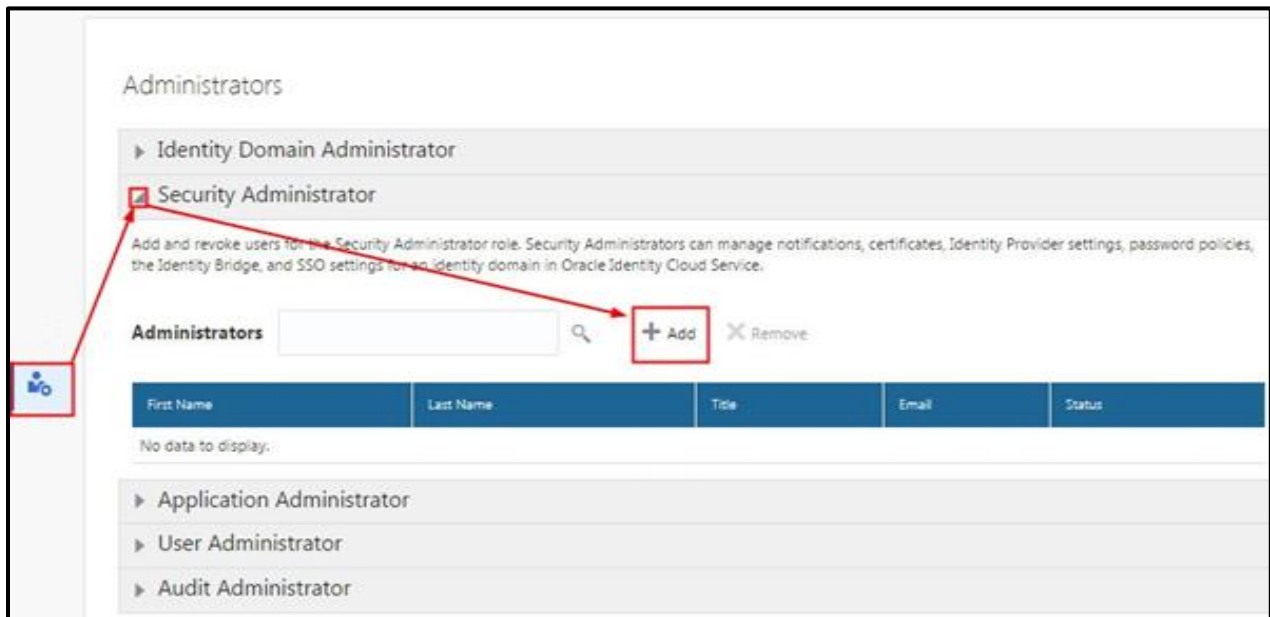 Administrators
Identity Domain Administrator
Security Administrator
Add and revoke users for the Security Administrator role. Security Administrators can manage notifications, certificates, Identity Provider settings, password policies,
the Identity Bridge, and SSO settings for an identity domain in Oracle Identity Cloud Service.
Administrators + Add X Remove
First Name Last Name Title Email Status
No data to display.
Application Administrator
User Administrator
Audit Administrator